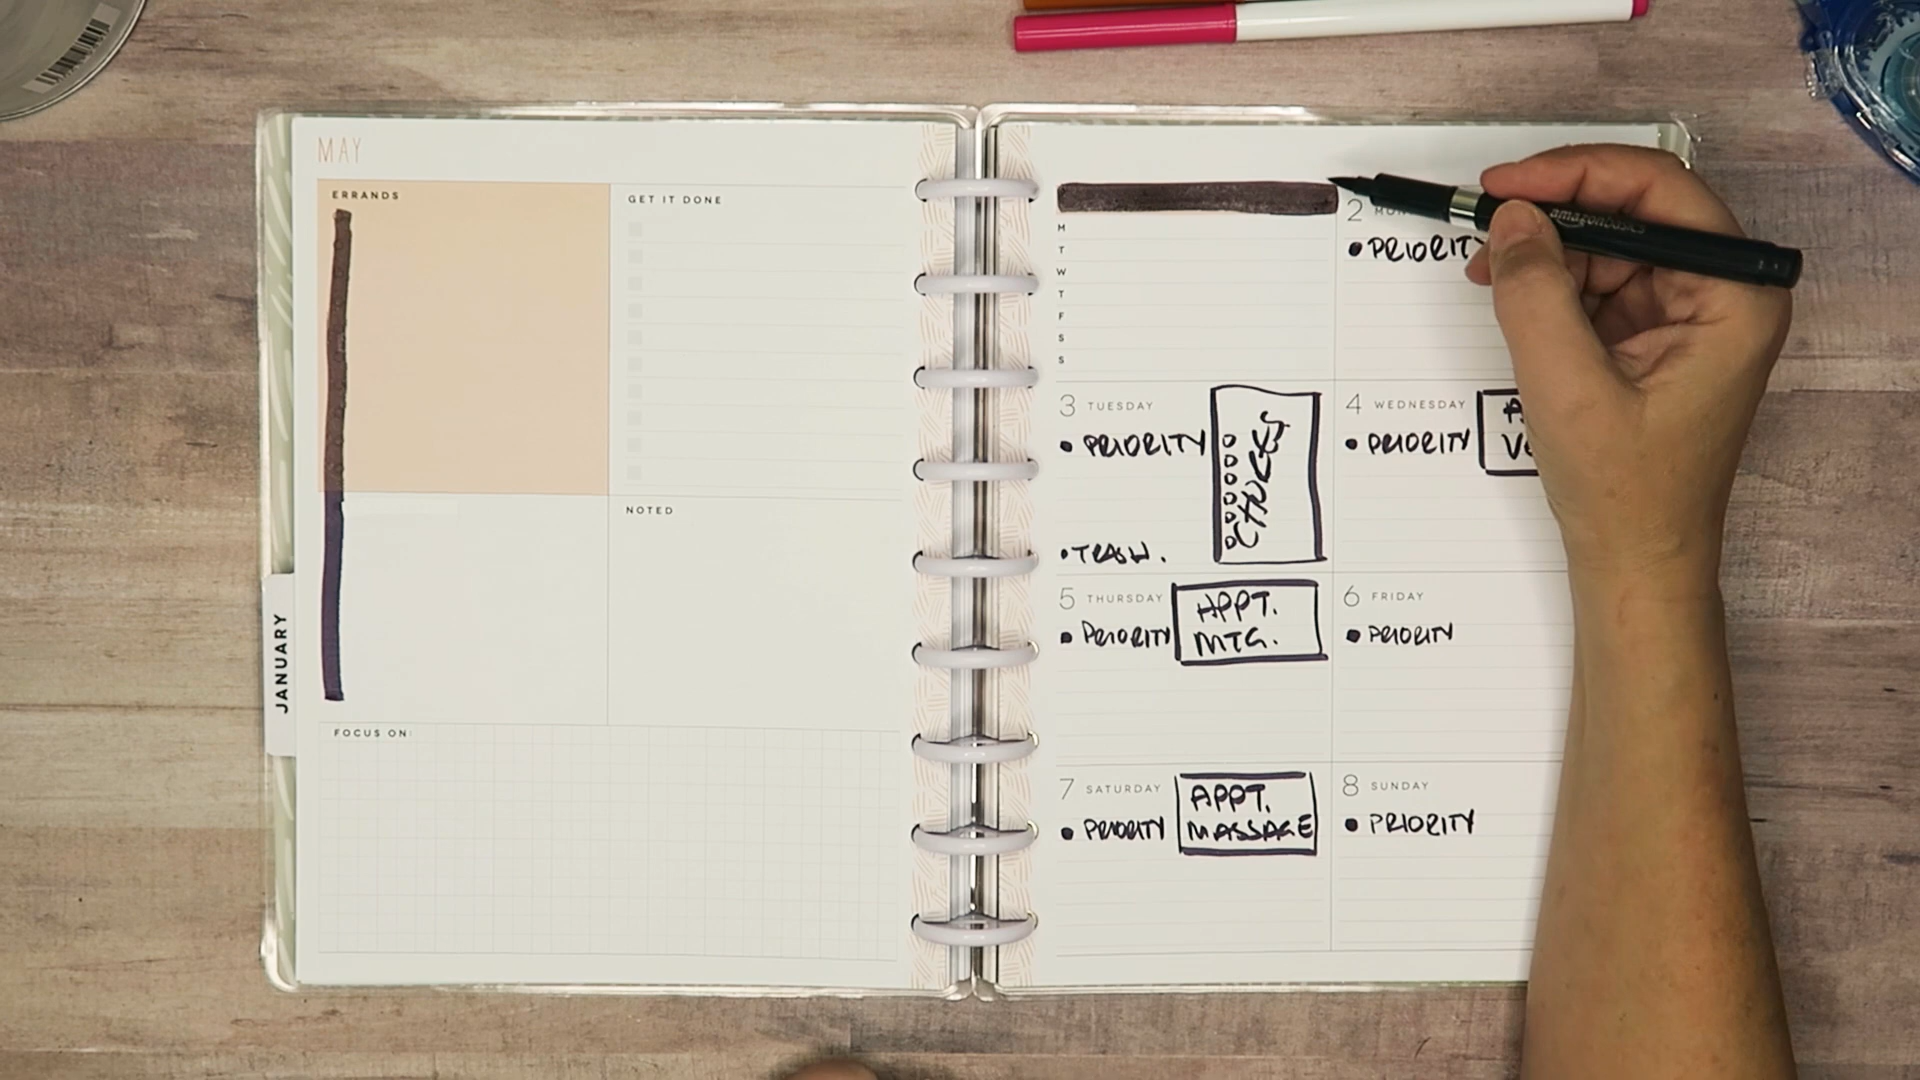 MAY
ERRANDS
GET IT DONE
NOTED
FOCUS ON:
JANUARY
M
T
W
T
F
S
S
2
• PRIORITY
amazonbasics
3 TUESDAY
• PRIORITY
CHORES
• TRASH.
4 WEDNESDAY
• PRIORITY
5 THURSDAY
• PRIORITY
APPT.
MTG.
6 FRIDAY
• PRIORITY
7 SATURDAY
• PRIORITY
APPT.
MASSAGE
8 SUNDAY
• PRIORITY